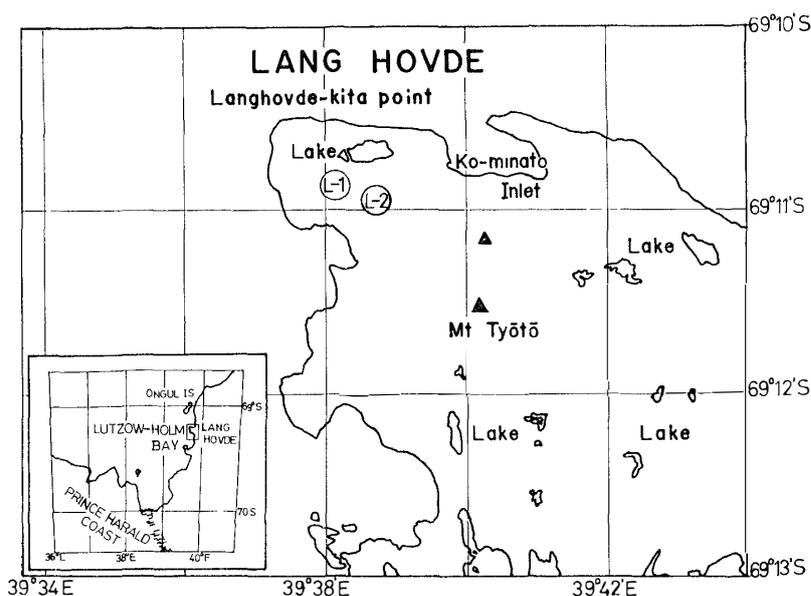 69°10'S
LANG HOVDE
Langhovde-kita point
Lake
Ko-minato
Inlet
L-1
L-2
69°11'S
Lake
Mt Tyōtō
69°12'S
Lake
Lake
ONGUL IS
69°S
LUTZOW-HOLM
BAY
LANG
HOVDE
PRINCE HARALD
COAST
70S
36°E
38°E
40°F
69°13'S
39°34'E
39°38'E
39°42'E